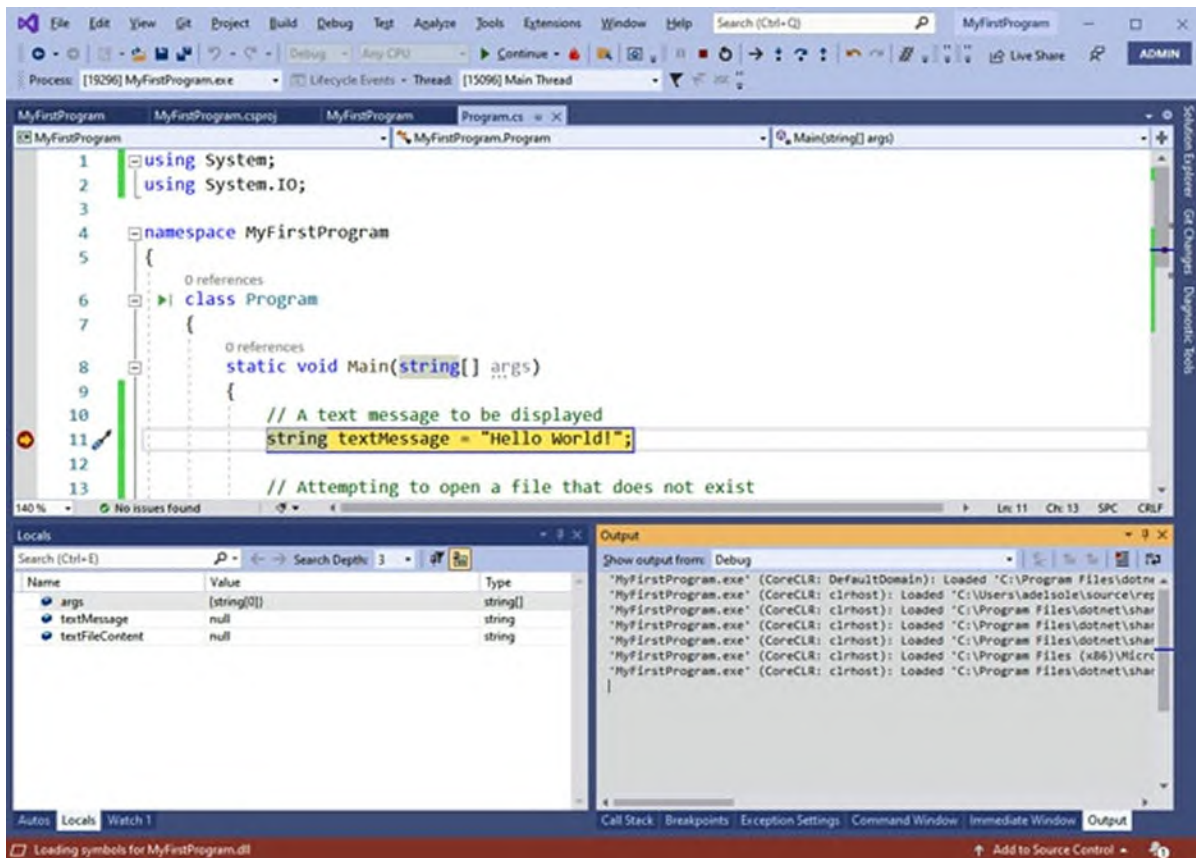 File Edit View Git Project Build Debug Test Analyze Tools Extensions Window Help Search (Ctrl+Q) MyFirstProgram
Debug Any CPU Continue Live Share ADMIN
Process: [19296] MyFirstProgram.exe Lifecycle Events Thread: [15096] Main Thread
MyFirstProgram MyFirstProgram.csproj MyFirstProgram Program.cs
MyFirstProgram MyFirstProgram.Program Main(string[] args)
1 using System;
2 using System.IO;
3
4 namespace MyFirstProgram
5 {
0 references
6 class Program
7 {
0 references
8 static void Main(string[] args)
9 {
10 // A text message to be displayed
11 string textMessage = "Hello World!";
12
13 // Attempting to open a file that does not exist
140 % No issues found Ln: 11 Ch: 13 SPC CRLF
Solution Explorer Git Changes Diagnostic Tools
Locals
Search (Ctrl+E) Search Depth: 3
Name Value Type
args {string[0]} string[]
textMessage null string
textFileContent null string
Autos Locals Watch 1
Output
Show output from: Debug
'MyFirstProgram.exe' (CoreCLR: DefaultDomain): Loaded 'C:\Program Files\dotne
'MyFirstProgram.exe' (CoreCLR: clrhost): Loaded 'C:\Users\adelsole\source\rep
'MyFirstProgram.exe' (CoreCLR: clrhost): Loaded 'C:\Program Files\dotnet\shar
'MyFirstProgram.exe' (CoreCLR: clrhost): Loaded 'C:\Program Files\dotnet\shar
'MyFirstProgram.exe' (CoreCLR: clrhost): Loaded 'C:\Program Files (x86)\Micro
'MyFirstProgram.exe' (CoreCLR: clrhost): Loaded 'C:\Program Files\dotnet\shar
Call Stack Breakpoints Exception Settings Command Window Immediate Window Output
Loading symbols for MyFirstProgram.dll Add to Source Control 1